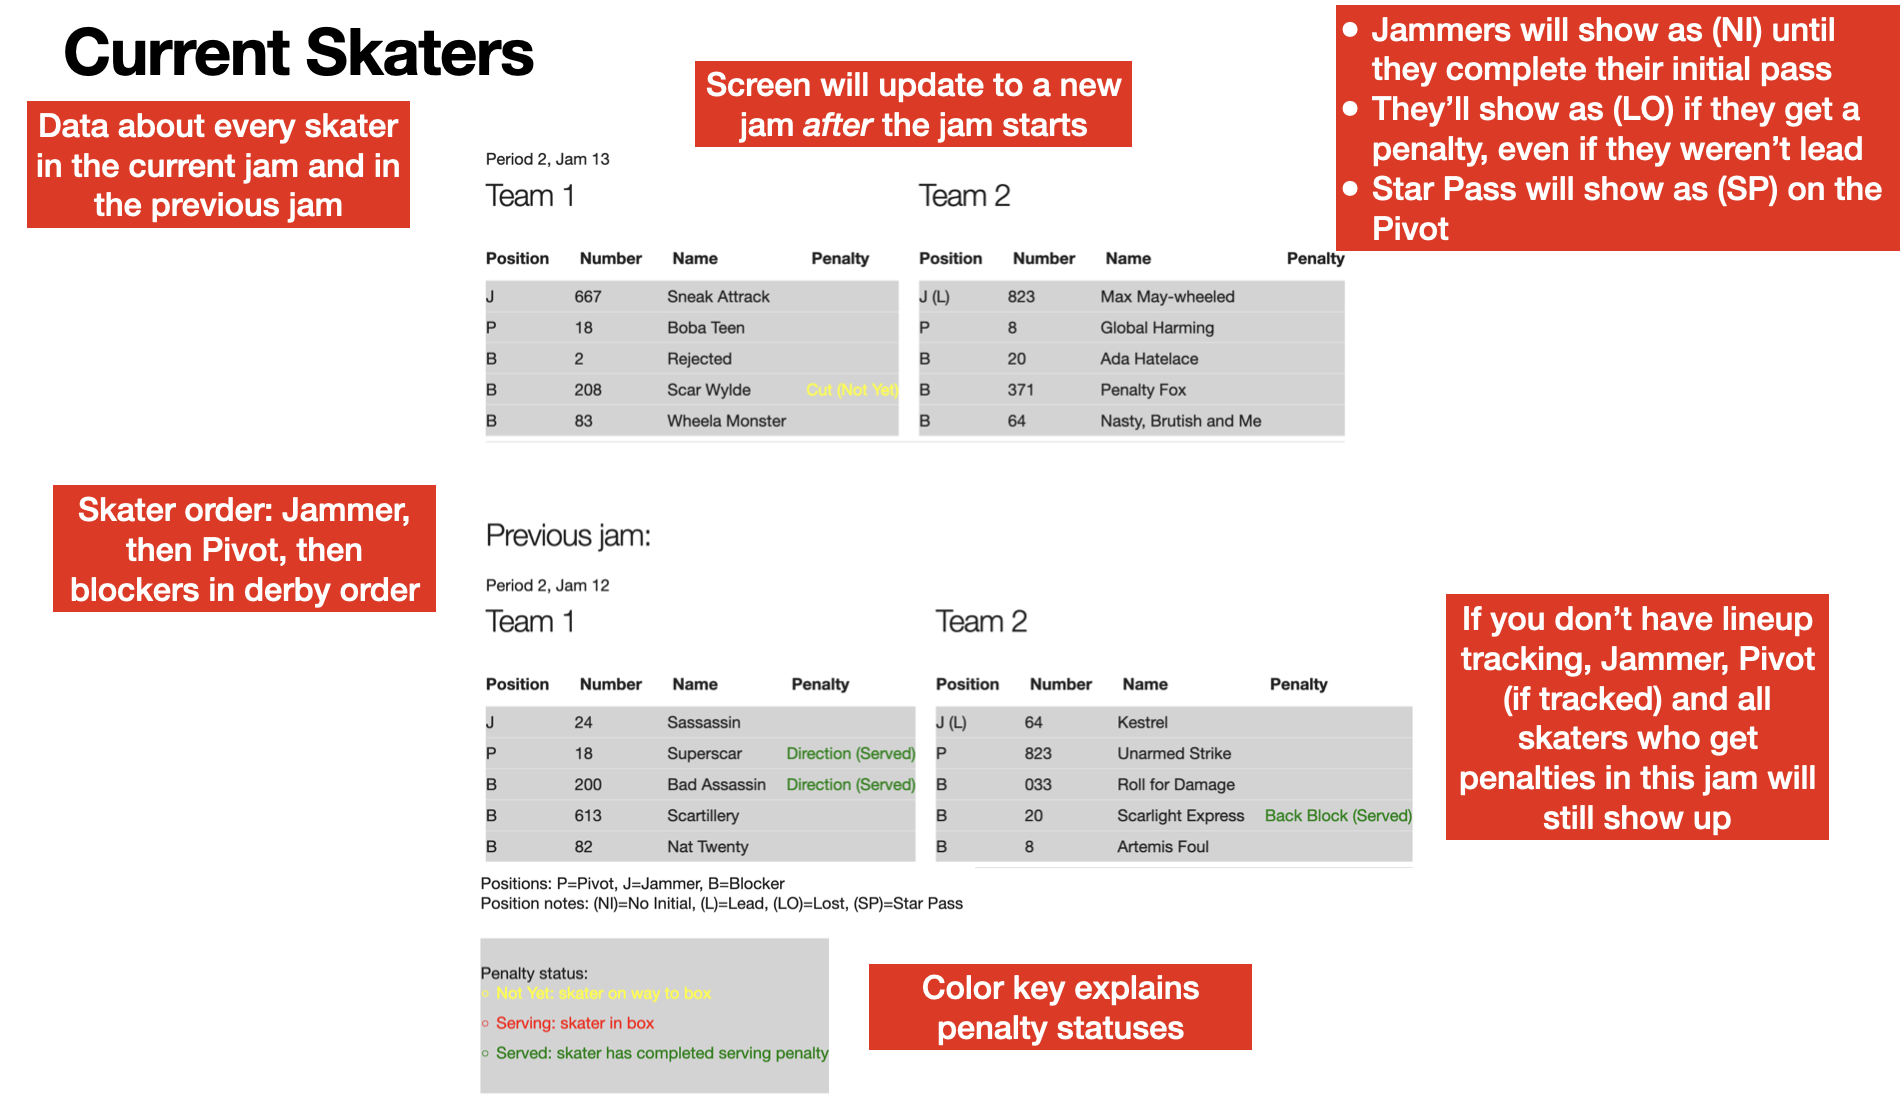 Current Skaters
Data about every skater
in the current jam and in
the previous jam
Screen will update to a new
jam after the jam starts
• Jammers will show as (NI) until
they complete their initial pass
• They'll show as (LO) if they get a
penalty, even if they weren't lead
• Star Pass will show as (SP) on the
Pivot
Period 2, Jam 13
Team 1
Position Number Name Penalty
J 667 Sneak Attrack
P 18 Boba Teen
B 2 Rejected
B 208 Scar Wylde Cut (Not Yet)
B 83 Wheela Monster
Team 2
Position Number Name Penalty
J (L) 823 Max May-wheeled
P 8 Global Harming
B 20 Ada Hatelace
B 371 Penalty Fox
B 64 Nasty, Brutish and Me
Skater order: Jammer,
then Pivot, then
blockers in derby order
Previous jam:
Period 2, Jam 12
Team 1
Position Number Name Penalty
J 24 Sassassin
P 18 Superscar Direction (Served)
B 200 Bad Assassin Direction (Served)
B 613 Scartillery
B 82 Nat Twenty
Team 2
Position Number Name Penalty
J (L) 64 Kestrel
P 823 Unarmed Strike
B 033 Roll for Damage
B 20 Scarlight Express Back Block (Served)
B 8 Artemis Foul
If you don't have lineup
tracking, Jammer, Pivot
(if tracked) and all
skaters who get
penalties in this jam will
still show up
Positions: P=Pivot, J=Jammer, B=Blocker
Position notes: (NI)=No Initial, (L)=Lead, (LO)=Lost, (SP)=Star Pass
Penalty status:
◦ Not Yet: skater on way to box
◦ Serving: skater in box
◦ Served: skater has completed serving penalty
Color key explains
penalty statuses